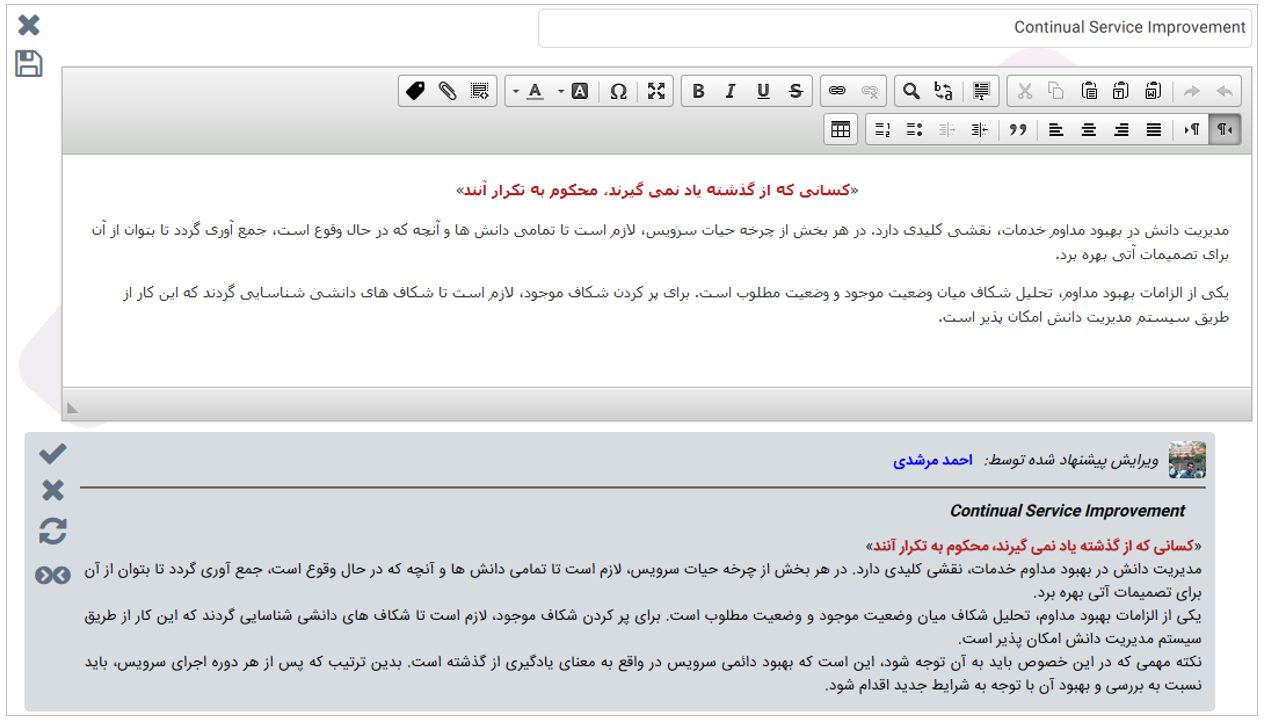 Continual Service Improvement
«کسانی که از گذشته یاد نمی گیرند، محکوم به تکرار آنند»
مدیریت دانش در بهبود مداوم خدمات، نقشی کلیدی دارد. در هر بخش از چرخه حیات سرویس، لازم است تا تمامی دانش ها و آنچه که در حال وقوع است، جمع آوری گردد تا بتوان از آن
برای تصمیمات آتی بهره برد.
یکی از الزامات بهبود مداوم، تحلیل شکاف میان وضعیت موجود و وضعیت مطلوب است. برای پر کردن شکاف موجود، لازم است تا شکاف های دانشی شناسایی گردند که این کار از
طریق سیستم مدیریت دانش امکان پذیر است.
ویرایش پیشنهاد شده توسط: احمد مرشدی
Continual Service Improvement
«کسانی که از گذشته یاد نمی گیرند، محکوم به تکرار آنند»
مدیریت دانش در بهبود مداوم خدمات، نقشی کلیدی دارد. در هر بخش از چرخه حیات سرویس، لازم است تا تمامی دانش ها و آنچه که در حال وقوع است، جمع آوری گردد تا بتوان از آن
برای تصمیمات آتی بهره برد.
یکی از الزامات بهبود مداوم، تحلیل شکاف میان وضعیت موجود و وضعیت مطلوب است. برای پر کردن شکاف موجود، لازم است تا شکاف های دانشی شناسایی گردند که این کار از طریق
سیستم مدیریت دانش امکان پذیر است.
نکته مهمی که در این خصوص باید به آن توجه شود، این است که بهبود دائمی سرویس در واقع به معنای یادگیری از گذشته است. بدین ترتیب که پس از هر دوره اجرای سرویس، باید
نسبت به بررسی و بهبود آن با توجه به شرایط جدید اقدام شود.